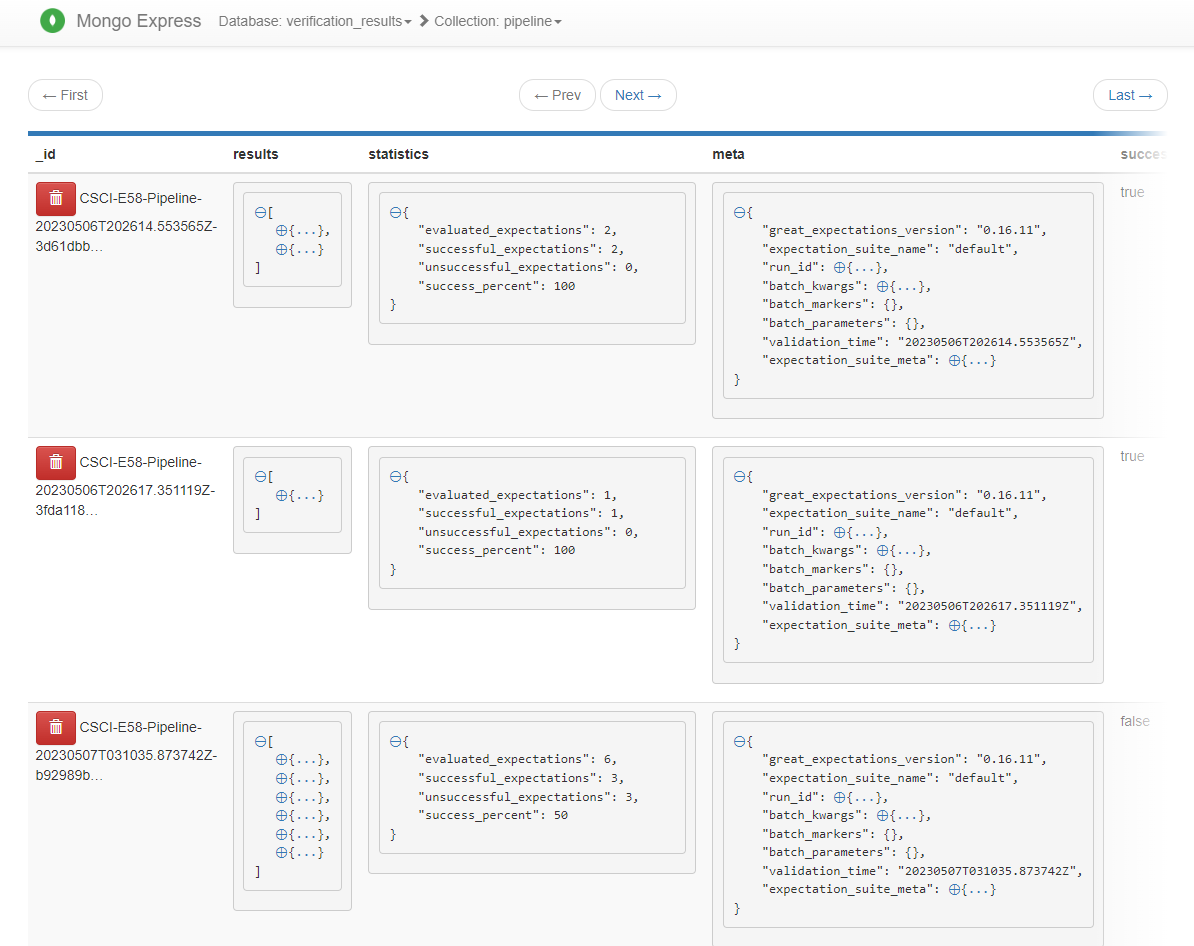 Mongo Express Database: verification_results Collection: pipeline
← First ← Prev Next → Last →
_id results statistics meta succes
CSCI-E58-Pipeline-
20230506T202614.553565Z-
3d61dbb…
[
{...},
{...}
]
{
"evaluated_expectations": 2,
"successful_expectations": 2,
"unsuccessful_expectations": 0,
"success_percent": 100
}
{
"great_expectations_version": "0.16.11",
"expectation_suite_name": "default",
"run_id": {...},
"batch_kwargs": {...},
"batch_markers": {},
"batch_parameters": {},
"validation_time": "20230506T202614.553565Z",
"expectation_suite_meta": {...}
}
true
CSCI-E58-Pipeline-
20230506T202617.351119Z-
3fda118…
[
{...}
]
{
"evaluated_expectations": 1,
"successful_expectations": 1,
"unsuccessful_expectations": 0,
"success_percent": 100
}
{
"great_expectations_version": "0.16.11",
"expectation_suite_name": "default",
"run_id": {...},
"batch_kwargs": {...},
"batch_markers": {},
"batch_parameters": {},
"validation_time": "20230506T202617.351119Z",
"expectation_suite_meta": {...}
}
true
CSCI-E58-Pipeline-
20230507T031035.873742Z-
b92989b…
[
{...},
{...},
{...},
{...},
{...},
{...}
]
{
"evaluated_expectations": 6,
"successful_expectations": 3,
"unsuccessful_expectations": 3,
"success_percent": 50
}
{
"great_expectations_version": "0.16.11",
"expectation_suite_name": "default",
"run_id": {...},
"batch_kwargs": {...},
"batch_markers": {},
"batch_parameters": {},
"validation_time": "20230507T031035.873742Z",
"expectation_suite_meta": {...}
}
false